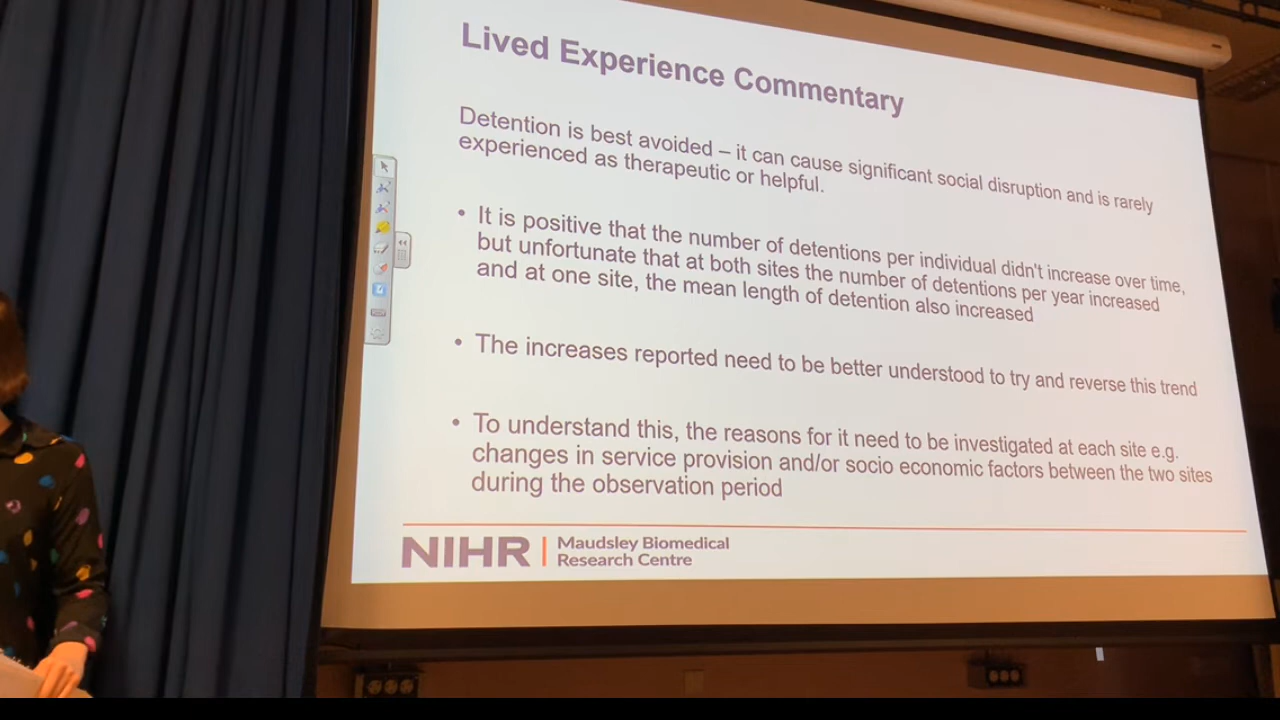 Lived Experience Commentary
Detention is best avoided – it can cause significant social disruption and is rarely
experienced as therapeutic or helpful.
• It is positive that the number of detentions per individual didn't increase over time,
but unfortunate that at both sites the number of detentions per year increased
and at one site, the mean length of detention also increased
• The increases reported need to be better understood to try and reverse this trend
• To understand this, the reasons for it need to be investigated at each site e.g.
changes in service provision and/or socio economic factors between the two sites
during the observation period
NIHR | Maudsley Biomedical
Research Centre